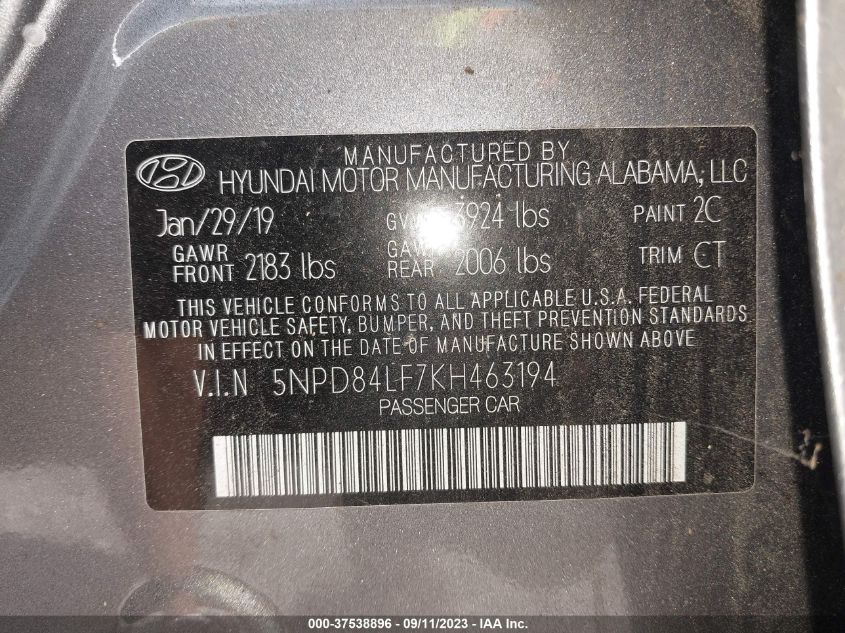 MANUFACTURED BY
HYUNDAI MOTOR MANUFACTURING ALABAMA, LLC
Jan/29/19 3924 lbs PAINT 2C
GAWR FRONT 2183 lbs REAR 2006 lbs TRIM CT
THIS VEHICLE CONFORMS TO ALL APPLICABLE U.S.A. FEDERAL
MOTOR VEHICLE SAFETY, BUMPER, AND THEFT PREVENTION STANDARDS
IN EFFECT ON THE DATE OF MANUFACTURE SHOWN ABOVE
V.I.N 5NPD84LF7KH463194
PASSENGER CAR
000-37538896 - 09/11/2023 - IAA Inc.